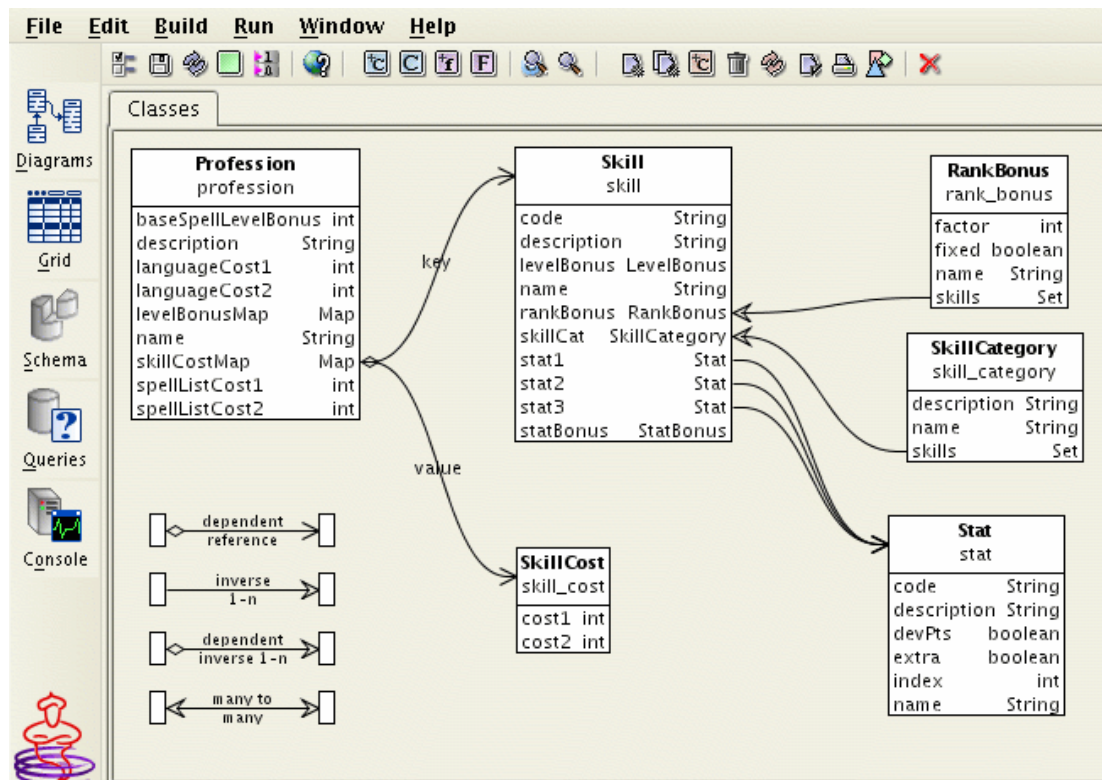 File Edit Build Run Window Help
Classes
Diagrams
Grid
Schema
Queries
Console
Profession
profession
baseSpellLevelBonus int
description String
languageCost1 int
languageCost2 int
levelBonusMap Map
name String
skillCostMap Map
spellListCost1 int
spellListCost2 int
key
value
Skill
skill
code String
description String
levelBonus LevelBonus
name String
rankBonus RankBonus
skillCat SkillCategory
stat1 Stat
stat2 Stat
stat3 Stat
statBonus StatBonus
RankBonus
rank_bonus
factor int
fixed boolean
name String
skills Set
SkillCategory
skill_category
description String
name String
skills Set
SkillCost
skill_cost
cost1 int
cost2 int
Stat
stat
code String
description String
devPts boolean
extra boolean
index int
name String
dependent
reference
inverse
1-n
dependent
inverse 1-n
many to
many